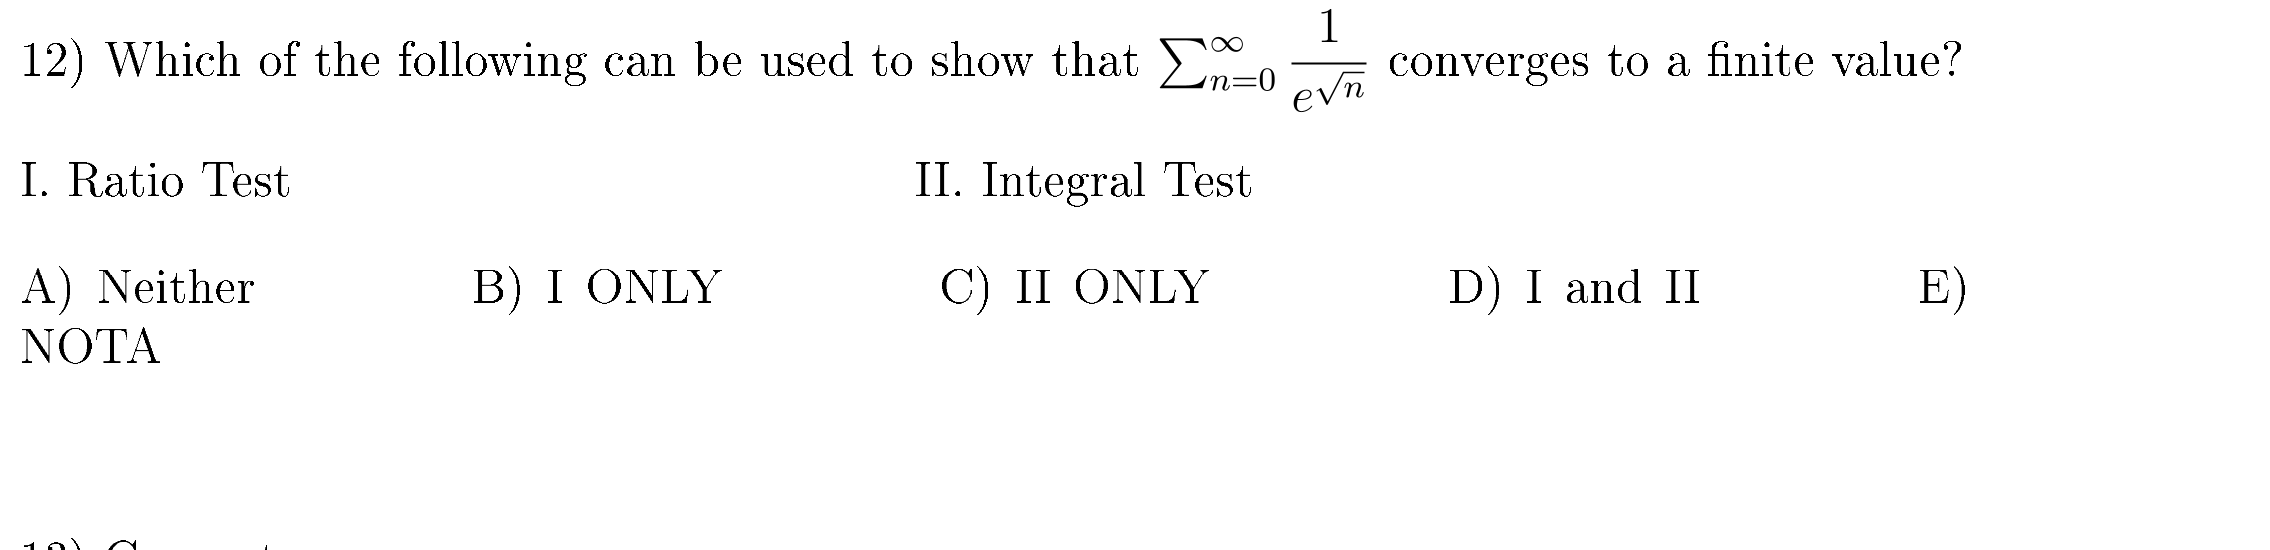 12) Which of the following can be used to show that $\sum_{n=0}^{\infty} \frac{1}{e^{\sqrt{n}}}$ converges to a finite value?
I. Ratio Test II. Integral Test
A) Neither B) I ONLY C) II ONLY D) I and II E)
NOTA